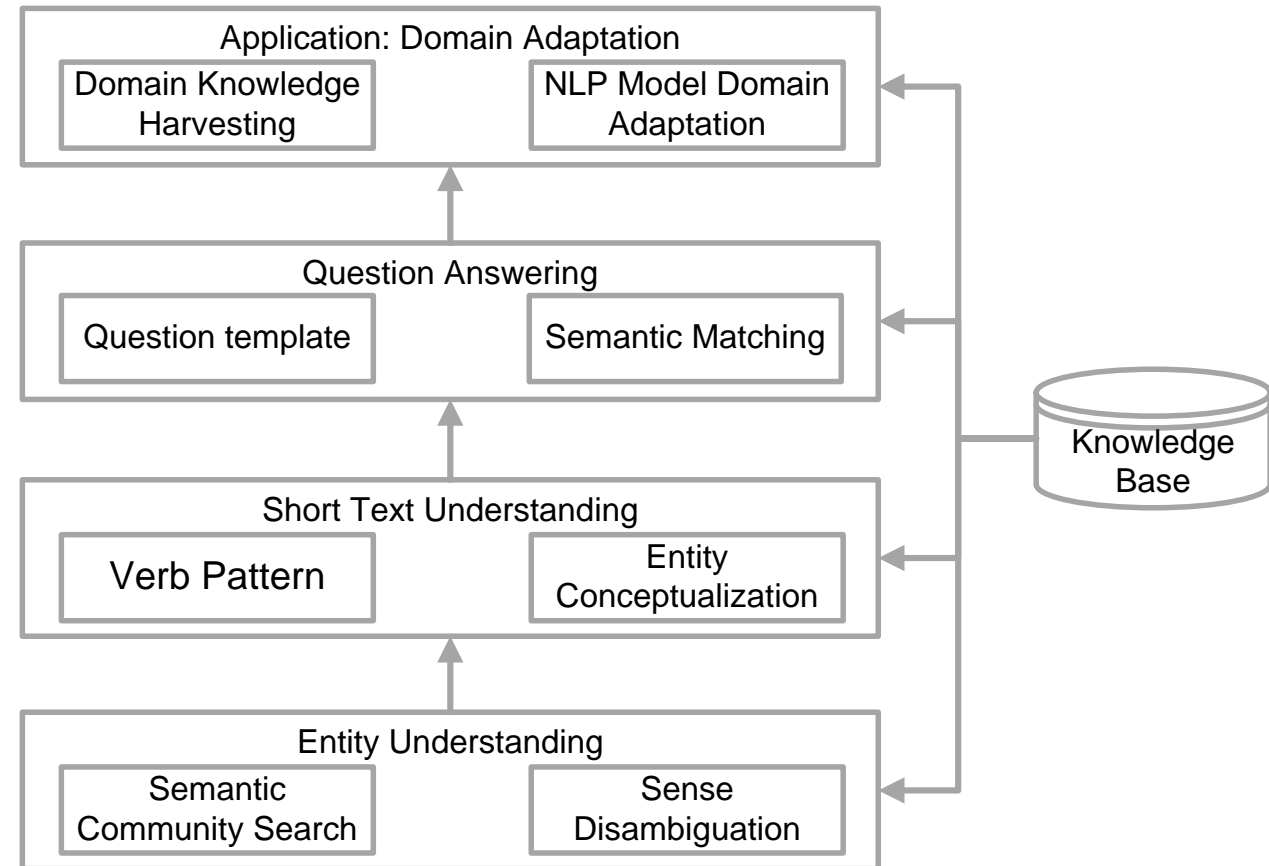 Application: Domain Adaptation
Domain Knowledge
Harvesting
NLP Model Domain
Adaptation
Question Answering
Question template
Semantic Matching
Knowledge
Base
Short Text Understanding
Verb Pattern
Entity
Conceptualization
Entity Understanding
Semantic
Community Search
Sense
Disambiguation